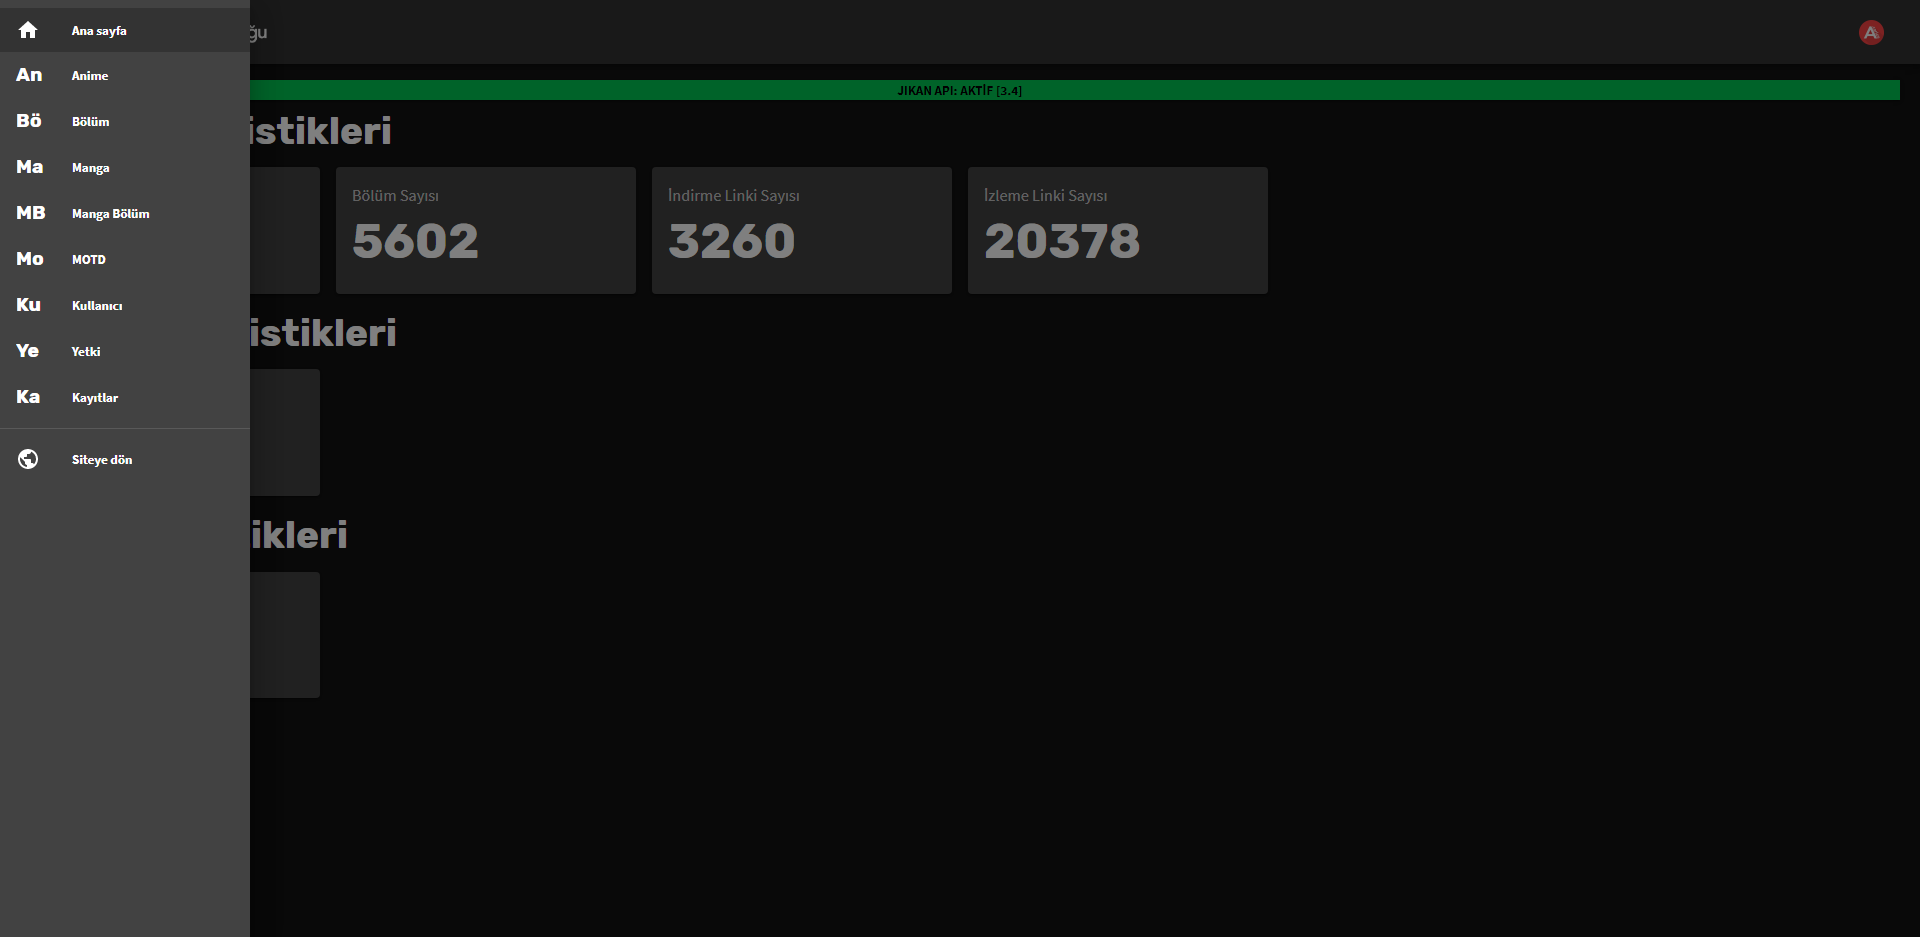 Ana sayfa
An Anime
Bö Bölüm
Ma Manga
MB Manga Bölüm
Mo MOTD
Ku Kullanıcı
Ye Yetki
Ka Kayıtlar
Siteye dön
ğu
A
JIKAN API: AKTİF [3.4]
istikleri
Bölüm Sayısı
5602
İndirme Linki Sayısı
3260
İzleme Linki Sayısı
20378
istikleri
ikleri